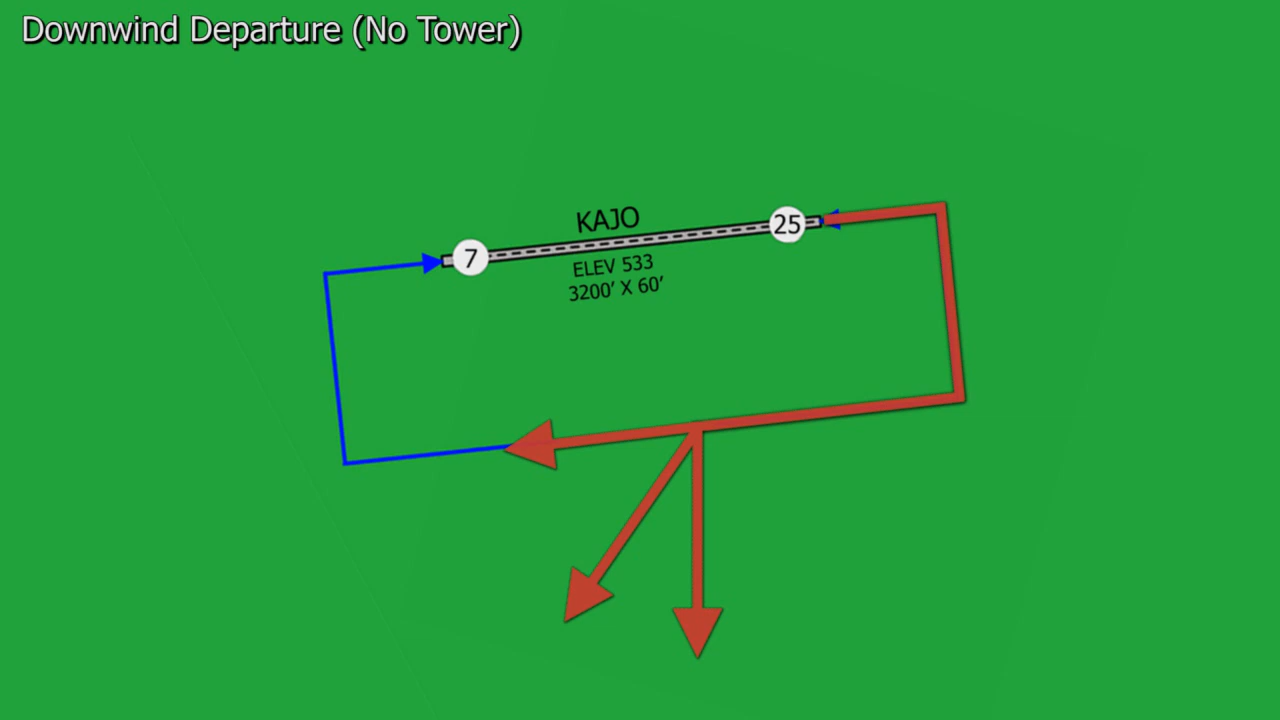 Downwind Departure (No Tower)
KAJO
25
7
ELEV 533
3200’ X 60’